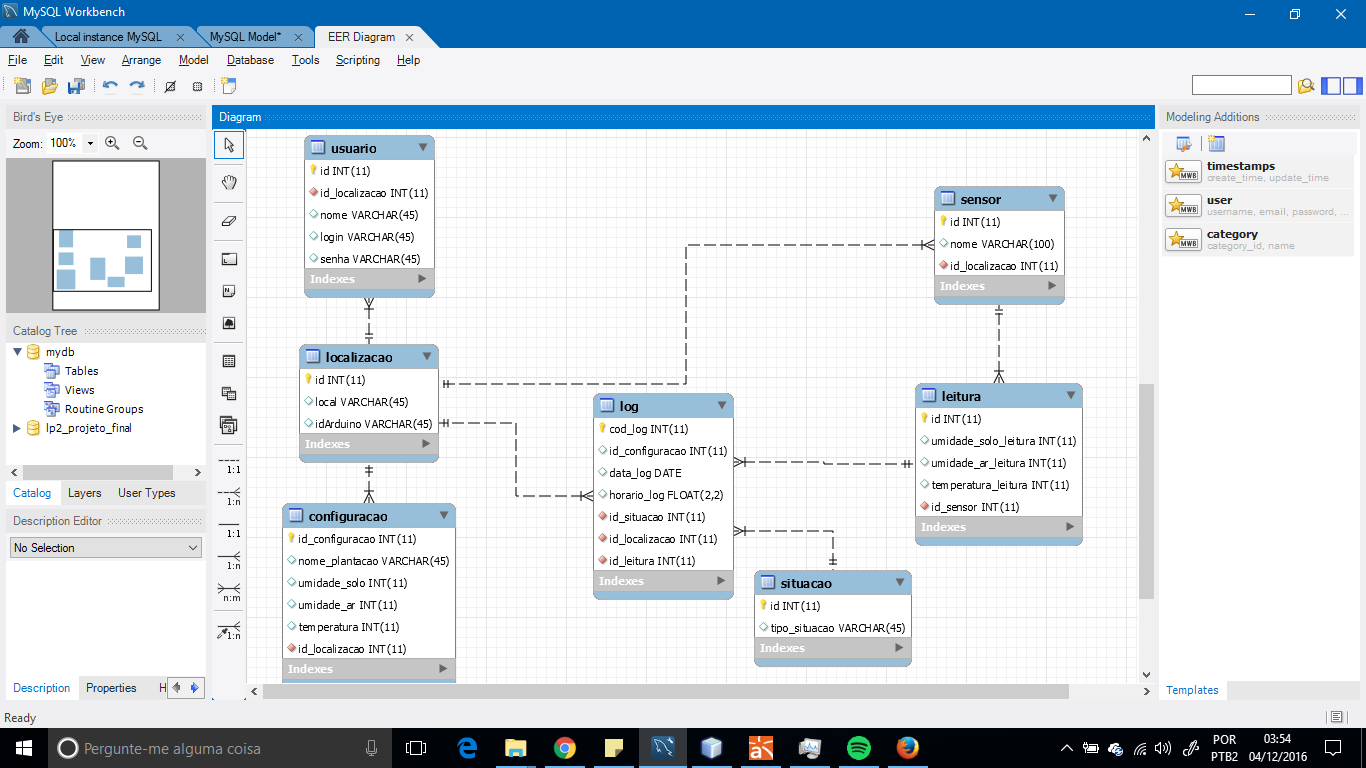 MySQL Workbench
Local instance MySQL
MySQL Model*
EER Diagram
File Edit View Arrange Model Database Tools Scripting Help
Bird's Eye
Zoom: 100%
Catalog Tree
mydb
Tables
Views
Routine Groups
lp2_projeto_final
Catalog Layers User Types
Description Editor
No Selection
Description Properties H
Ready
Diagram
1:1
1:n
1:1
1:n
n:m
1:n
usuario
id INT(11)
id_localizacao INT(11)
nome VARCHAR(45)
login VARCHAR(45)
senha VARCHAR(45)
Indexes
localizacao
id INT(11)
local VARCHAR(45)
idArduino VARCHAR(45)
Indexes
configuracao
id_configuracao INT(11)
nome_plantacao VARCHAR(45)
umidade_solo INT(11)
umidade_ar INT(11)
temperatura INT(11)
id_localizacao INT(11)
Indexes
log
cod_log INT(11)
id_configuracao INT(11)
data_log DATE
horario_log FLOAT(2,2)
id_situacao INT(11)
id_localizacao INT(11)
id_leitura INT(11)
Indexes
sensor
id INT(11)
nome VARCHAR(100)
id_localizacao INT(11)
Indexes
leitura
id INT(11)
umidade_solo_leitura INT(11)
umidade_ar_leitura INT(11)
temperatura_leitura INT(11)
id_sensor INT(11)
Indexes
situacao
id INT(11)
tipo_situacao VARCHAR(45)
Indexes
Modeling Additions
MWB
timestamps
create_time, update_time
MWB
user
username, email, password, ...
MWB
category
category_id, name
Templates
Pergunte-me alguma coisa
POR
PTB2
03:54
04/12/2016